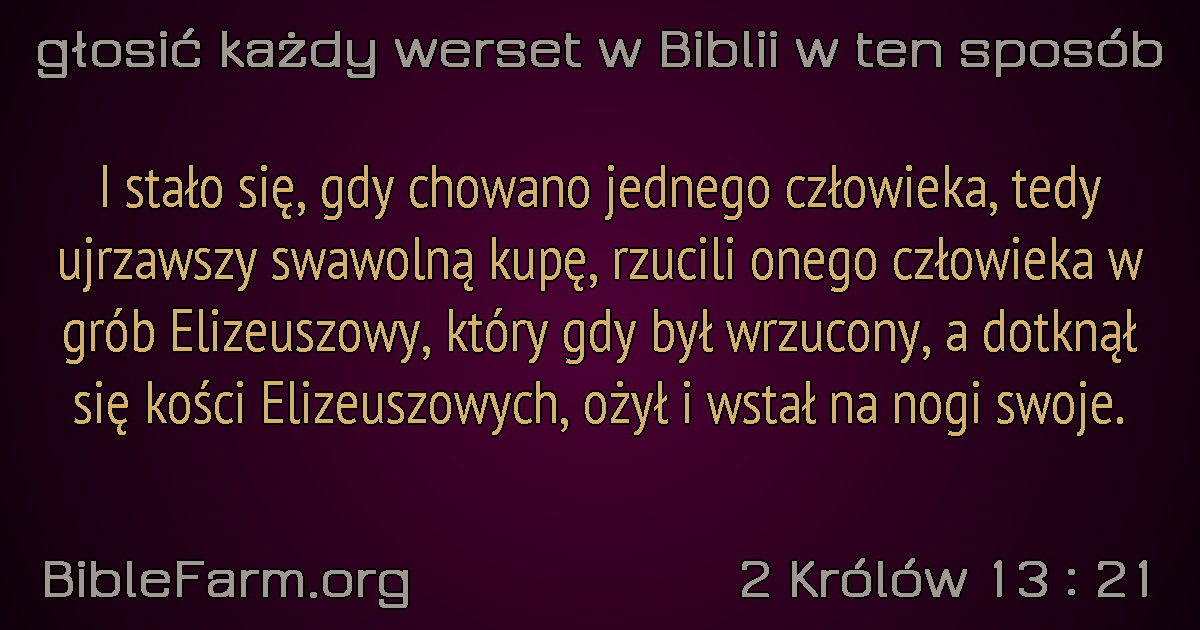 głosić każdy werset w Biblii w ten sposób
I stało się, gdy chowano jednego człowieka, tedy
ujrzawszy swawolną kupę, rzucili onego człowieka w
grób Elizeuszowy, który gdy był wrzucony, a dotknął
się kości Elizeuszowych, ożył i wstał na nogi swoje.
BibleFarm.org
2 Królów 13 : 21